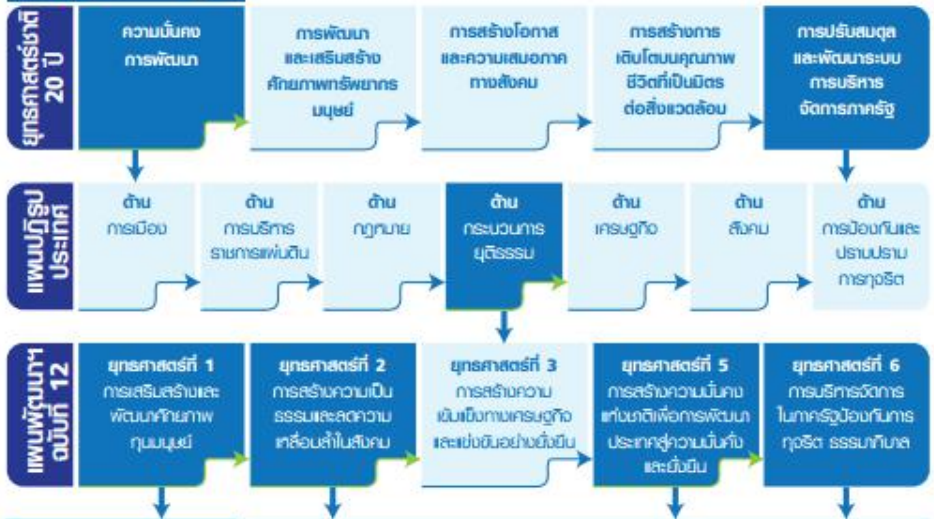 ยุทธศาสตร์ชาติ
20 ปี
ความมั่นคง
การพัฒนา
การพัฒนา
และเสริมสร้าง
ศักยภาพทรัพยากร
มนุษย์
การสร้างโอกาส
และความเสมอภาค
ทางสังคม
การสร้างการ
เติบโตบนคุณภาพ
ชีวิตที่เป็นมิตร
ต่อสิ่งแวดล้อม
การปรับสมดุล
และพัฒนาระบบ
การบริหาร
จัดการภาครัฐ
แผนปฏิรูป
ประเทศ
ด้าน
การเมือง
ด้าน
การบริหาร
ราชการแผ่นดิน
ด้าน
กฎหมาย
ด้าน
กระบวนการ
ยุติธรรม
ด้าน
เศรษฐกิจ
ด้าน
สังคม
ด้าน
การป้องกันและ
ปราบปราม
การทุจริต
แผนพัฒนาฯ
ฉบับที่ 12
ยุทธศาสตร์ที่ 1
การเสริมสร้างและ
พัฒนาศักยภาพ
ทุนมนุษย์
ยุทธศาสตร์ที่ 2
การสร้างความเป็น
ธรรมและลดความ
เหลื่อมล้ำในสังคม
ยุทธศาสตร์ที่ 3
การสร้างความ
เข้มแข็งทางเศรษฐกิจ
และแข่งขันอย่างยั่งยืน
ยุทธศาสตร์ที่ 5
การสร้างความมั่นคง
แห่งชาติเพื่อการพัฒนา
ประเทศสู่ความมั่นคั่ง
และยั่งยืน
ยุทธศาสตร์ที่ 6
การบริหารจัดการ
ในภาครัฐป้องกันการ
ทุจริต ธรรมาภิบาล